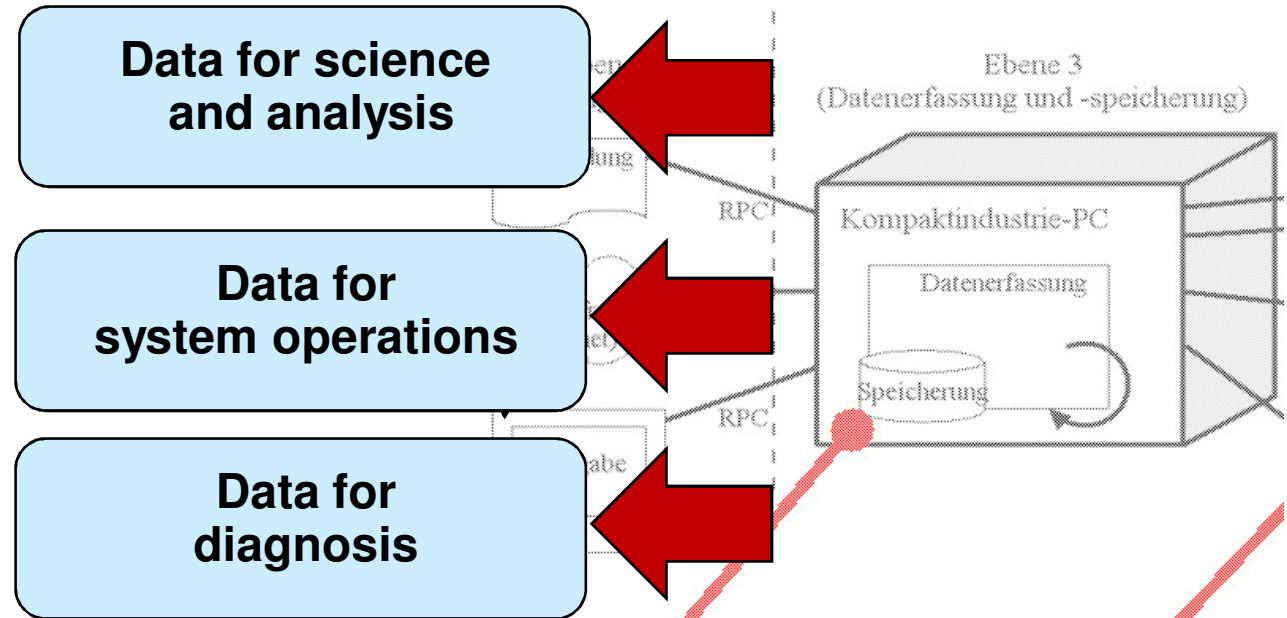 Data for science
and analysis
Data for
system operations
Data for
diagnosis
RPC
RPC
Ebene 3
(Datenerfassung und -speicherung)
Kompaktindustrie-PC
Datenerfassung
Speicherung